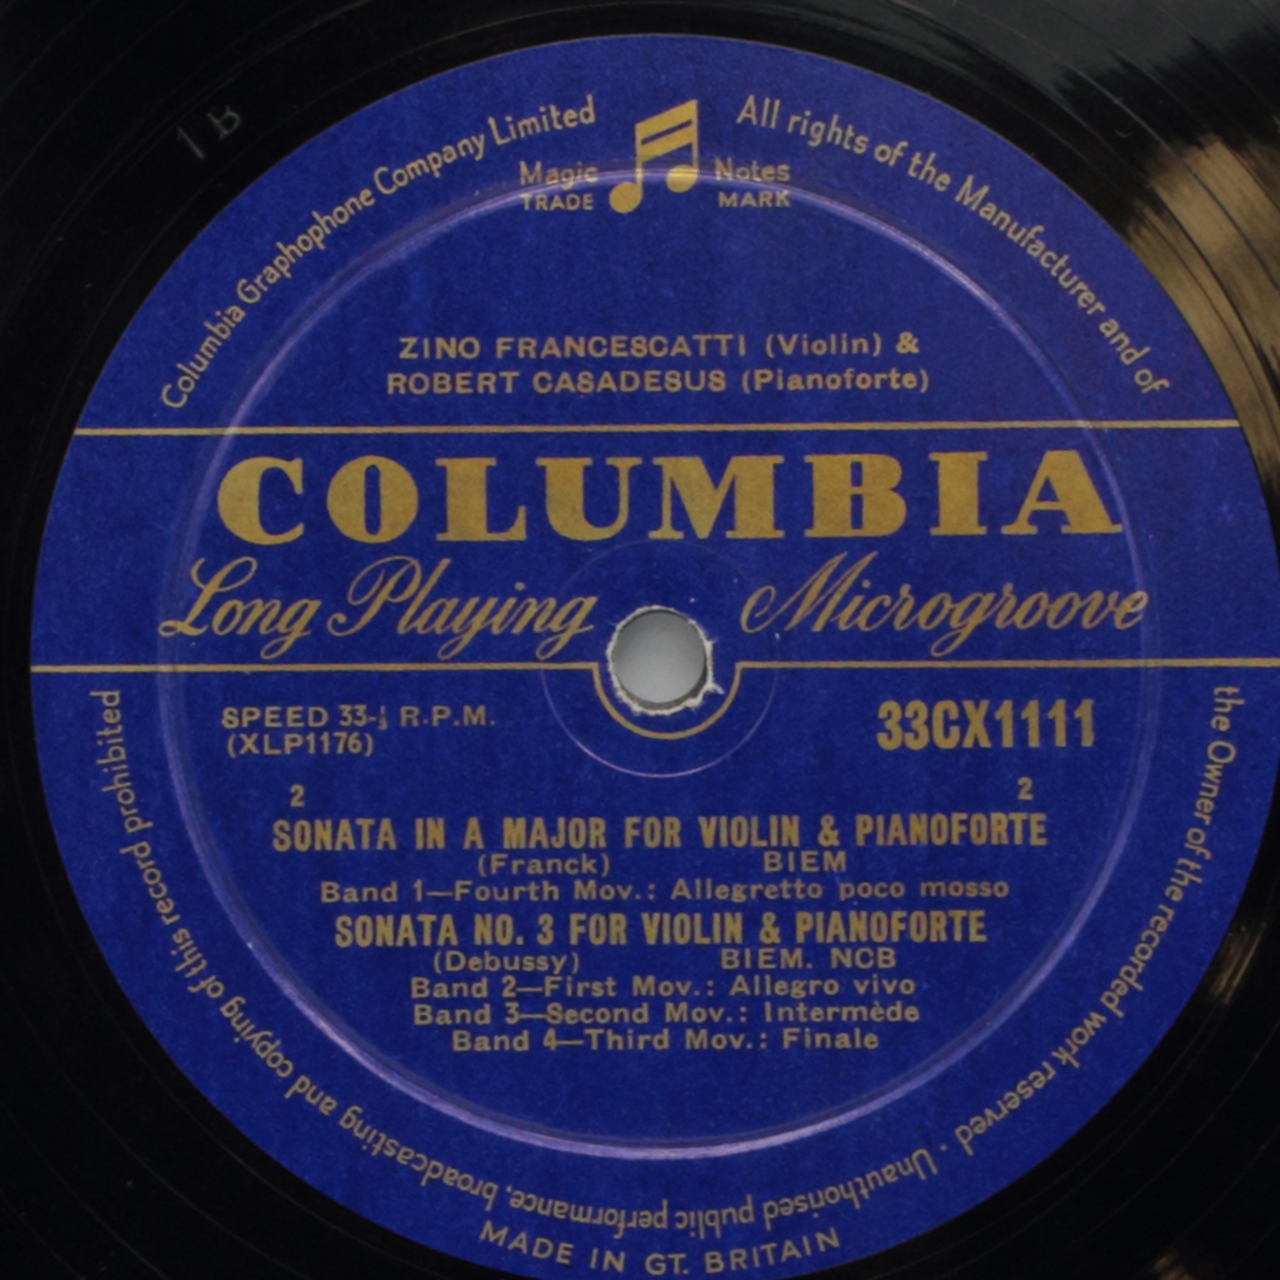 1 B
Columbia Graphophone Company Limited
All rights of the Manufacturer and of
the Owner of the recorded work reserved · Unauthorised public performance, broadcasting and copying of this record prohibited
Magic Notes
TRADE MARK
ZINO FRANCESCATTI (Violin) &
ROBERT CASADESUS (Pianoforte)
COLUMBIA
Long Playing Microgroove
SPEED 33-⅓ R.P.M.
(XLP1176)
33CX1111
2 2
SONATA IN A MAJOR FOR VIOLIN & PIANOFORTE
(Franck) BIEM
Band 1—Fourth Mov.: Allegretto poco mosso
SONATA NO. 3 FOR VIOLIN & PIANOFORTE
(Debussy) BIEM. NCB
Band 2—First Mov.: Allegro vivo
Band 3—Second Mov.: Intermède
Band 4—Third Mov.: Finale
MADE IN GT. BRITAIN